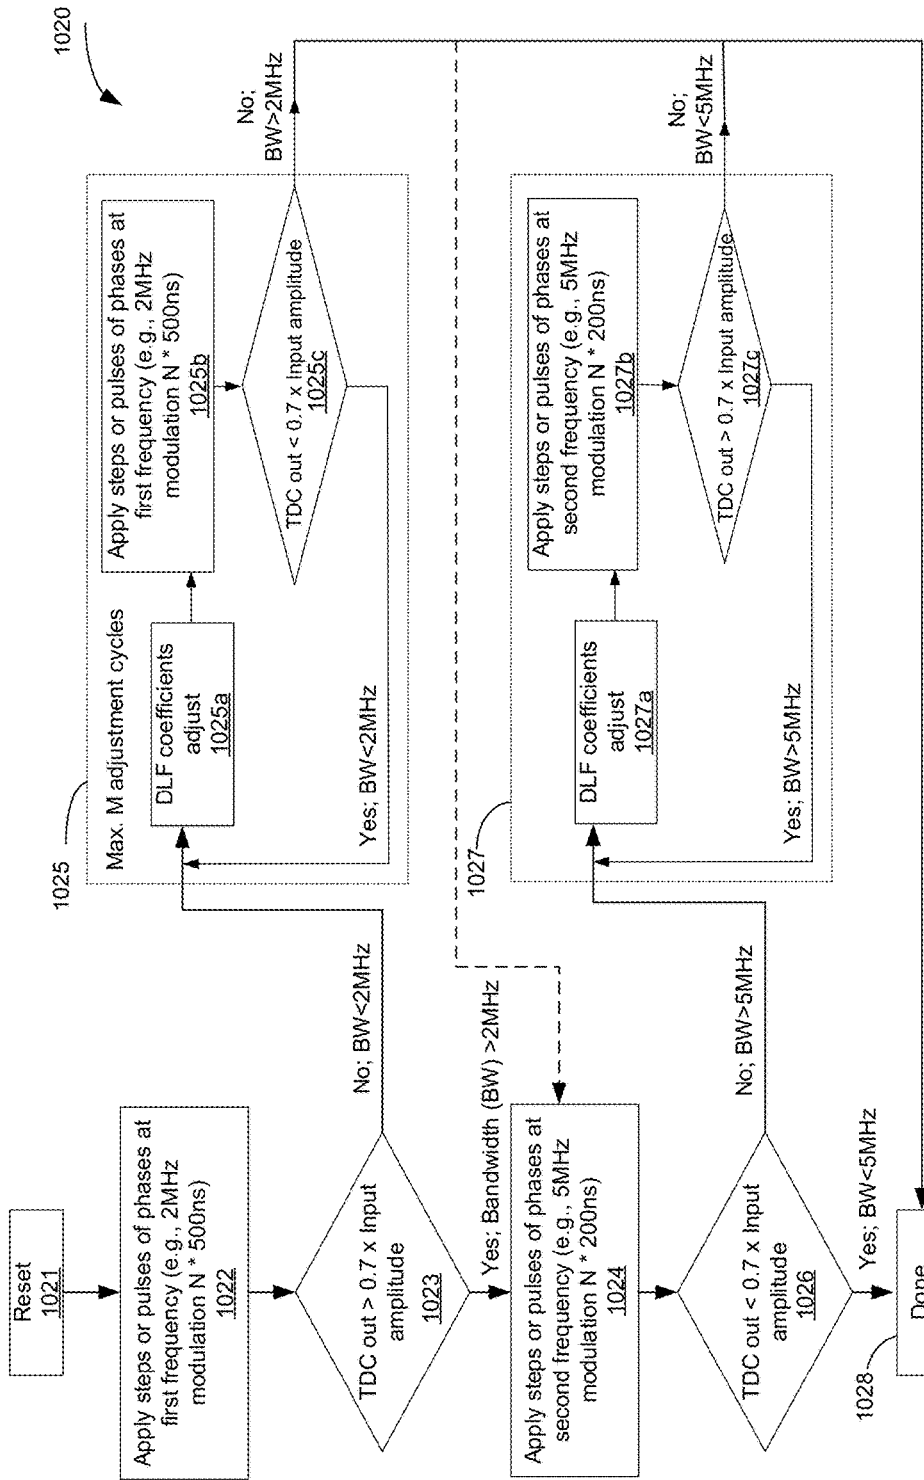 1020
Reset
1021
Apply steps or pulses of phases at
first frequency (e.g., 2MHz
modulation N * 500ns)
1022
TDC out > 0.7 x Input
amplitude
1023
No; BW<2MHz
Yes; Bandwidth (BW) >2MHz
Apply steps or pulses of phases at
second frequency (e.g., 5MHz
modulation N * 200ns)
1024
TDC out < 0.7 x Input
amplitude
1026
No; BW>5MHz
Yes; BW<5MHz
1028
Done
1025
Max. M adjustment cycles
DLF coefficients
adjust
1025a
Apply steps or pulses of phases at
first frequency (e.g., 2MHz
modulation N * 500ns)
1025b
TDC out < 0.7 x Input amplitude
1025c
Yes; BW<2MHz
No;
BW>2MHz
1027
DLF coefficients
adjust
1027a
Apply steps or pulses of phases at
second frequency (e.g., 5MHz
modulation N * 200ns)
1027b
TDC out > 0.7 x Input amplitude
1027c
Yes; BW>5MHz
No;
BW<5MHz